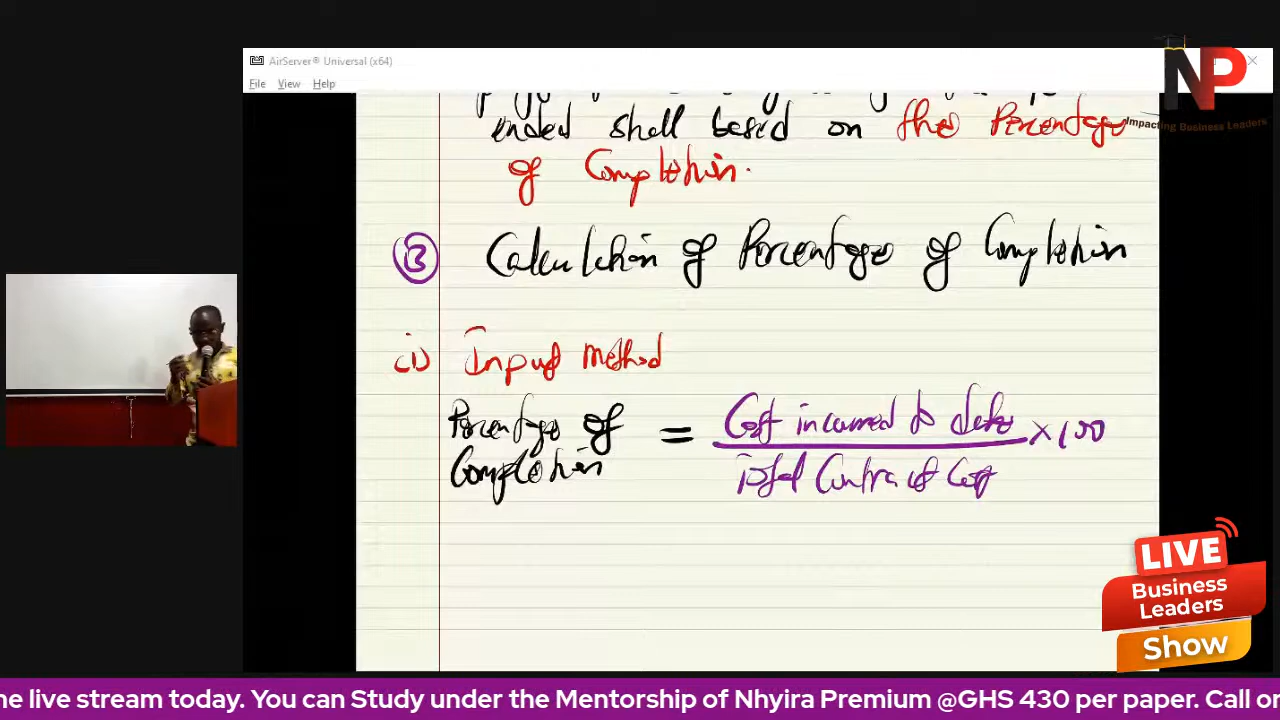 AirServer® Universal (x64)
File View Help
NP
Impacting Business Leaders
ended shall based on the Percentage
of Completion.
B Calculation of Percentage of Completion
(i) Input Method
Percentage of Completion = Cost incurred to date × 100
Total Contract Cost
LIVE
Business
Leaders
Show
he live stream today. You can Study under the Mentorship of Nhyira Premium @GHS 430 per paper. Call or